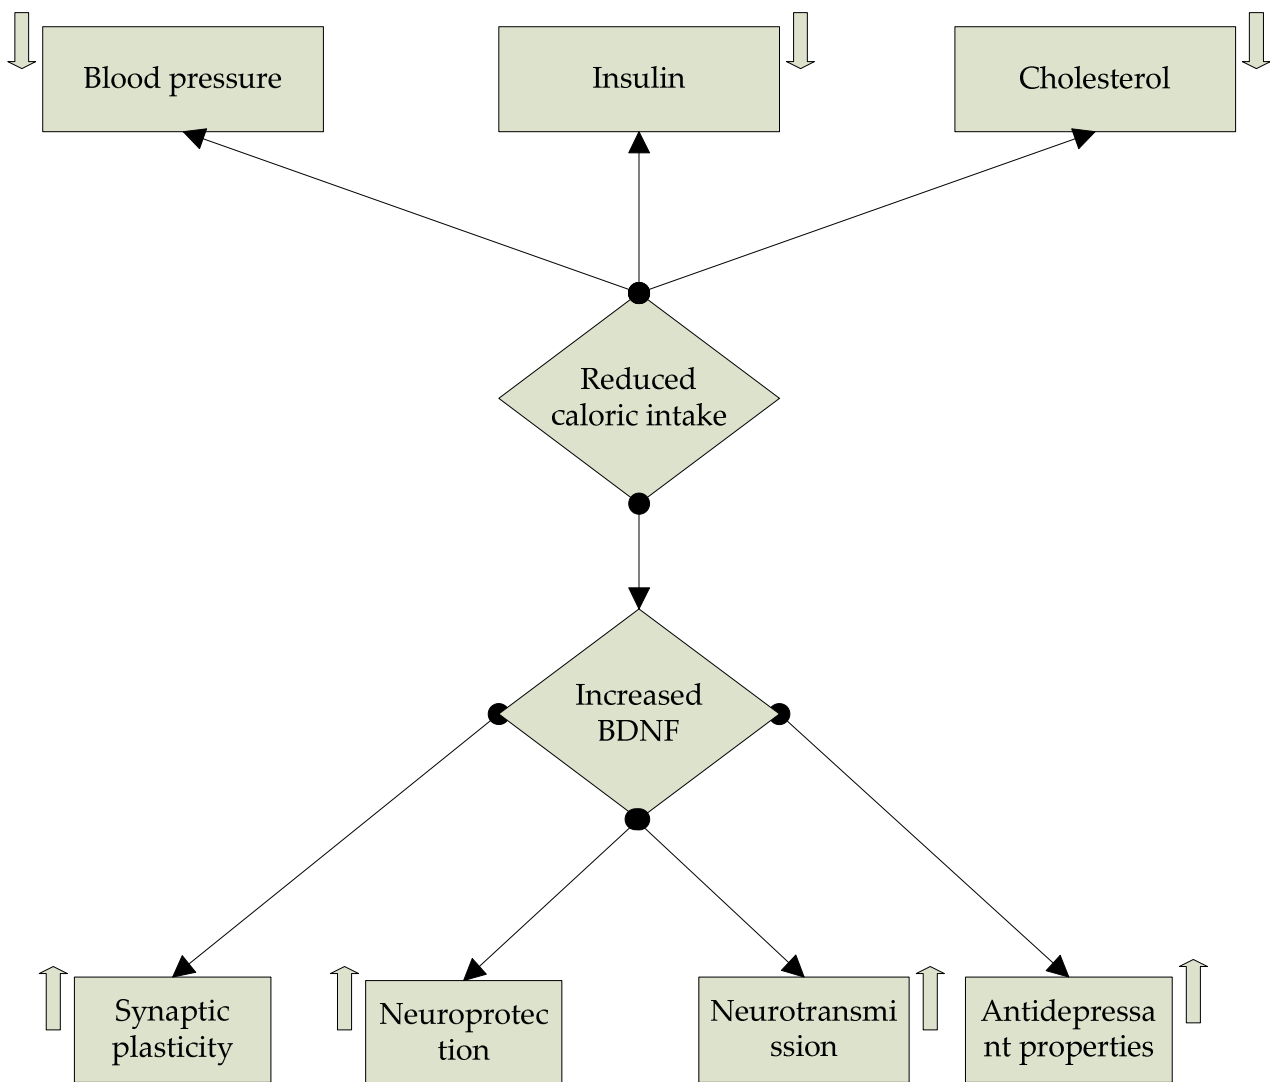 Blood pressure
Insulin
Cholesterol
Reduced
caloric intake
Increased
BDNF
Synaptic
plasticity
Neuroprotec
tion
Neurotransmi
ssion
Antidepressa
nt properties